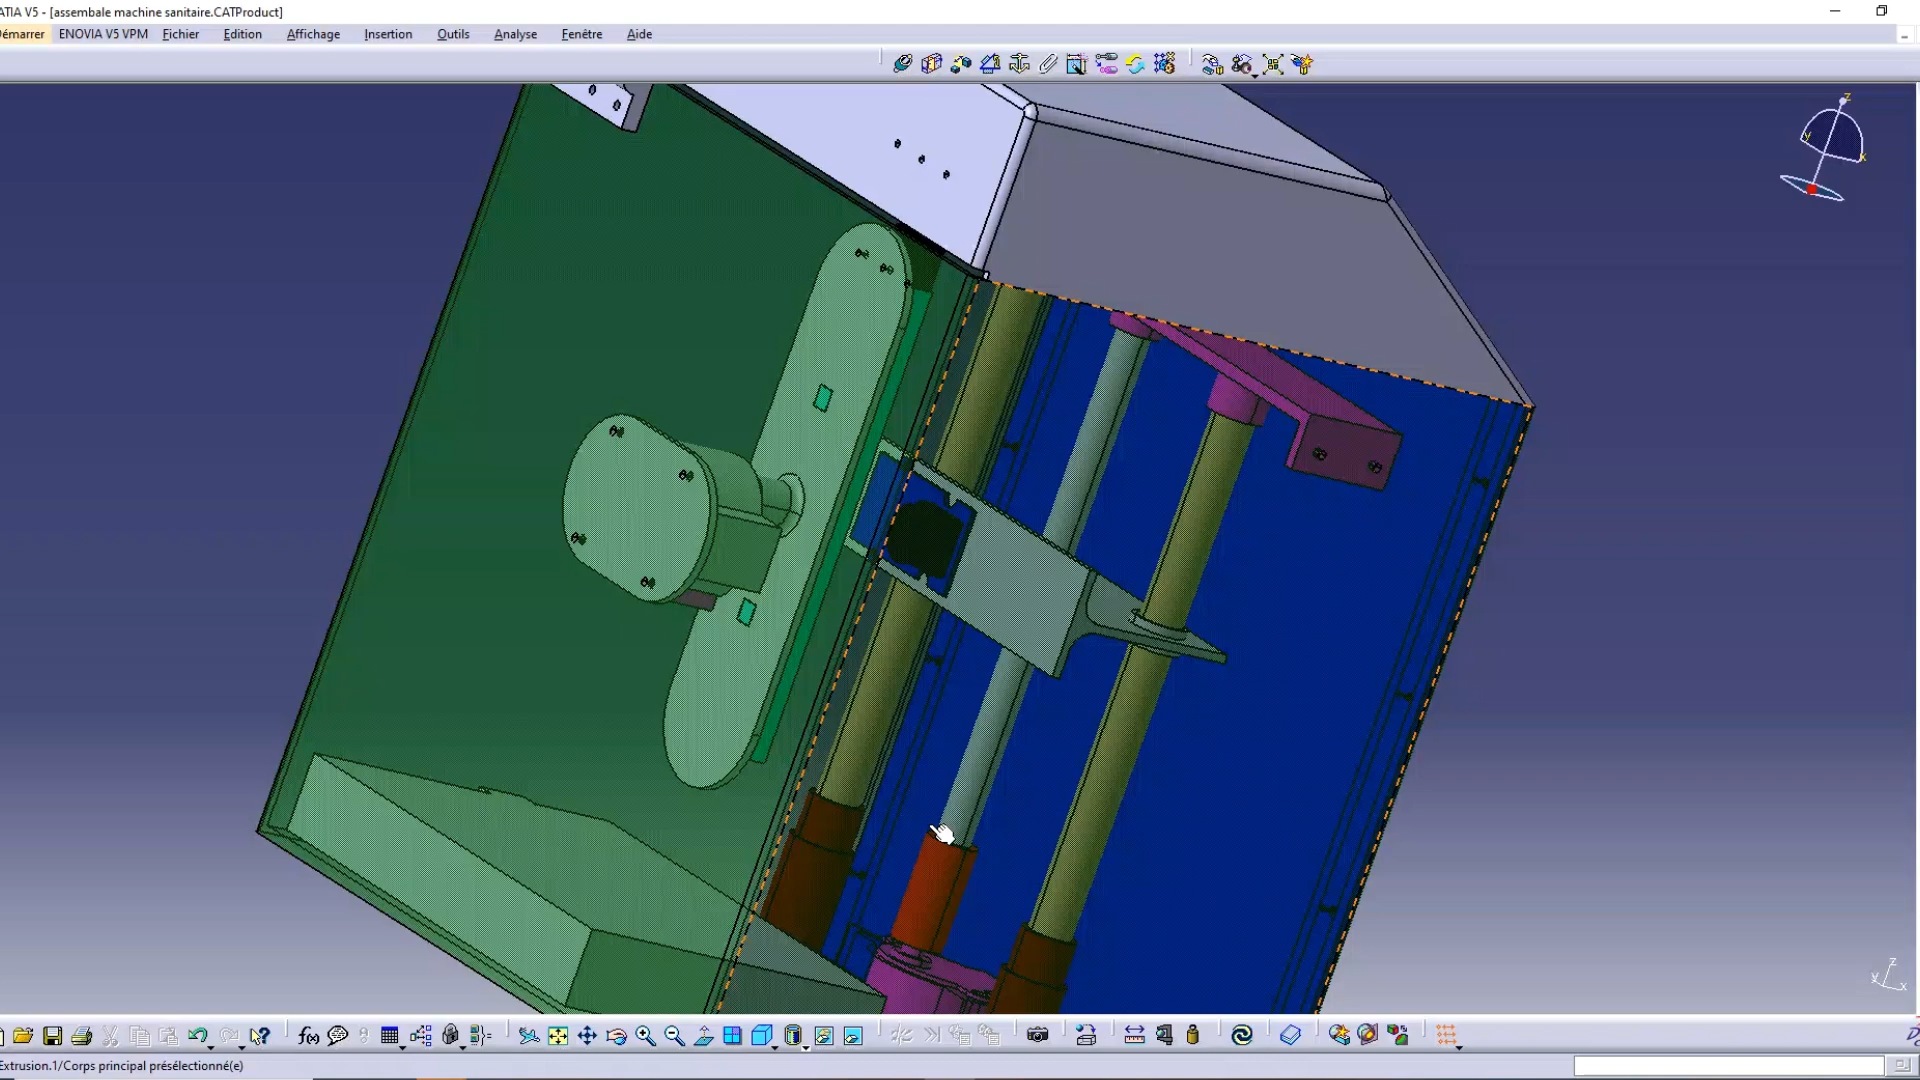 ATIA V5 - [assembale machine sanitaire.CATProduct]
Démarrer ENOVIA V5 VPM Fichier Edition Affichage Insertion Outils Analyse Fenêtre Aide
z
y
x
z
y x
f(x)
Extrusion.1/Corps principal présélectionné(e)